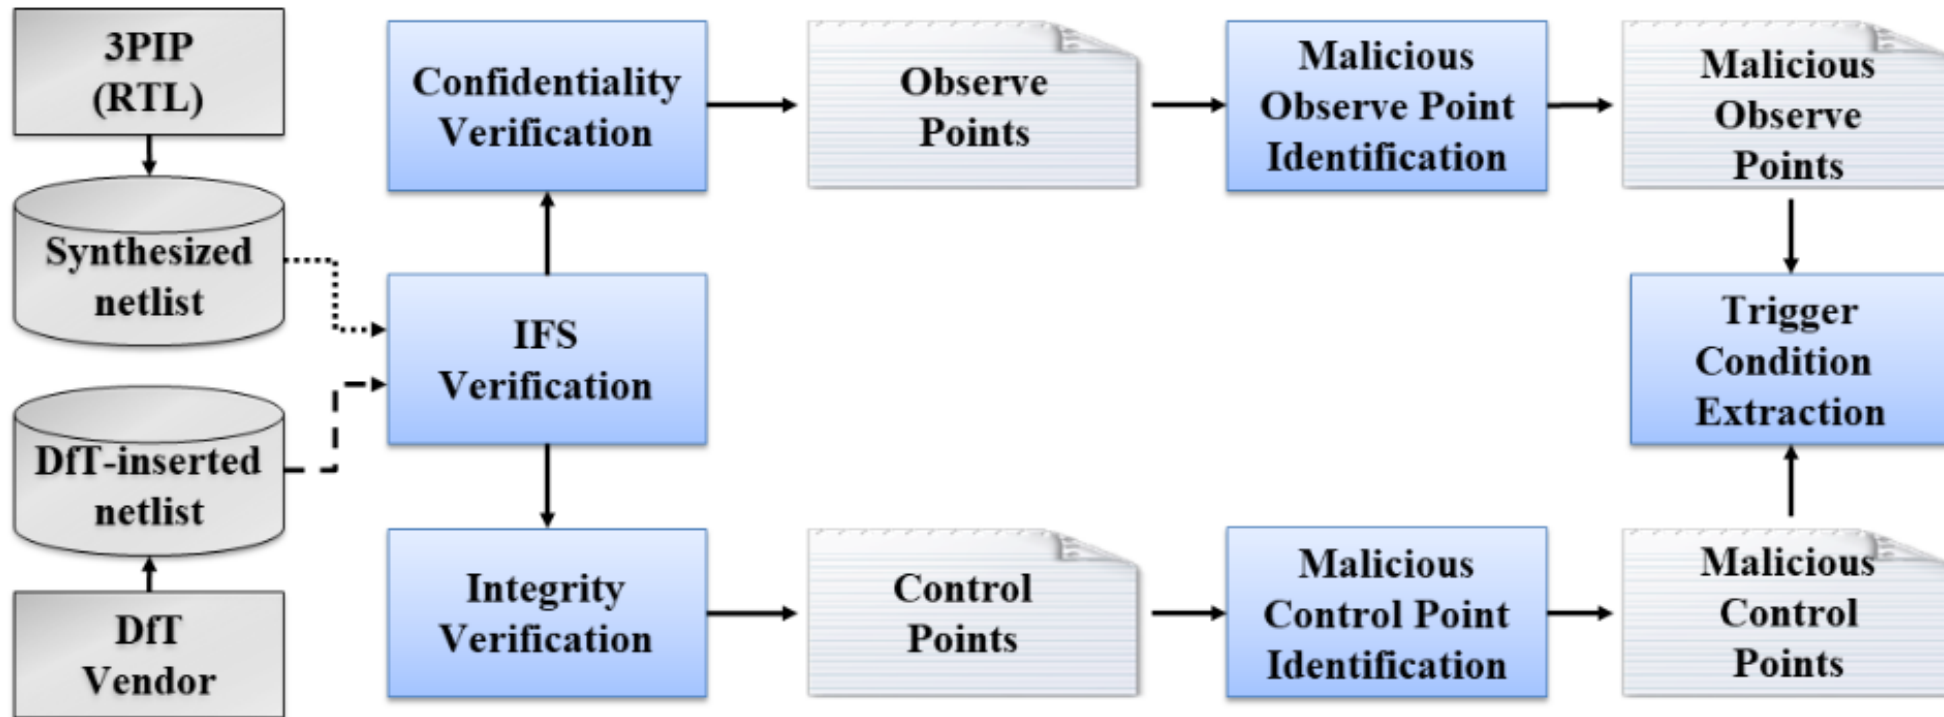 3PIP
(RTL)
Synthesized
netlist
DfT-inserted
netlist
DfT
Vendor
Confidentiality
Verification
IFS
Verification
Integrity
Verification
Observe
Points
Control
Points
Malicious
Observe Point
Identification
Malicious
Control Point
Identification
Malicious
Observe
Points
Trigger
Condition
Extraction
Malicious
Control
Points